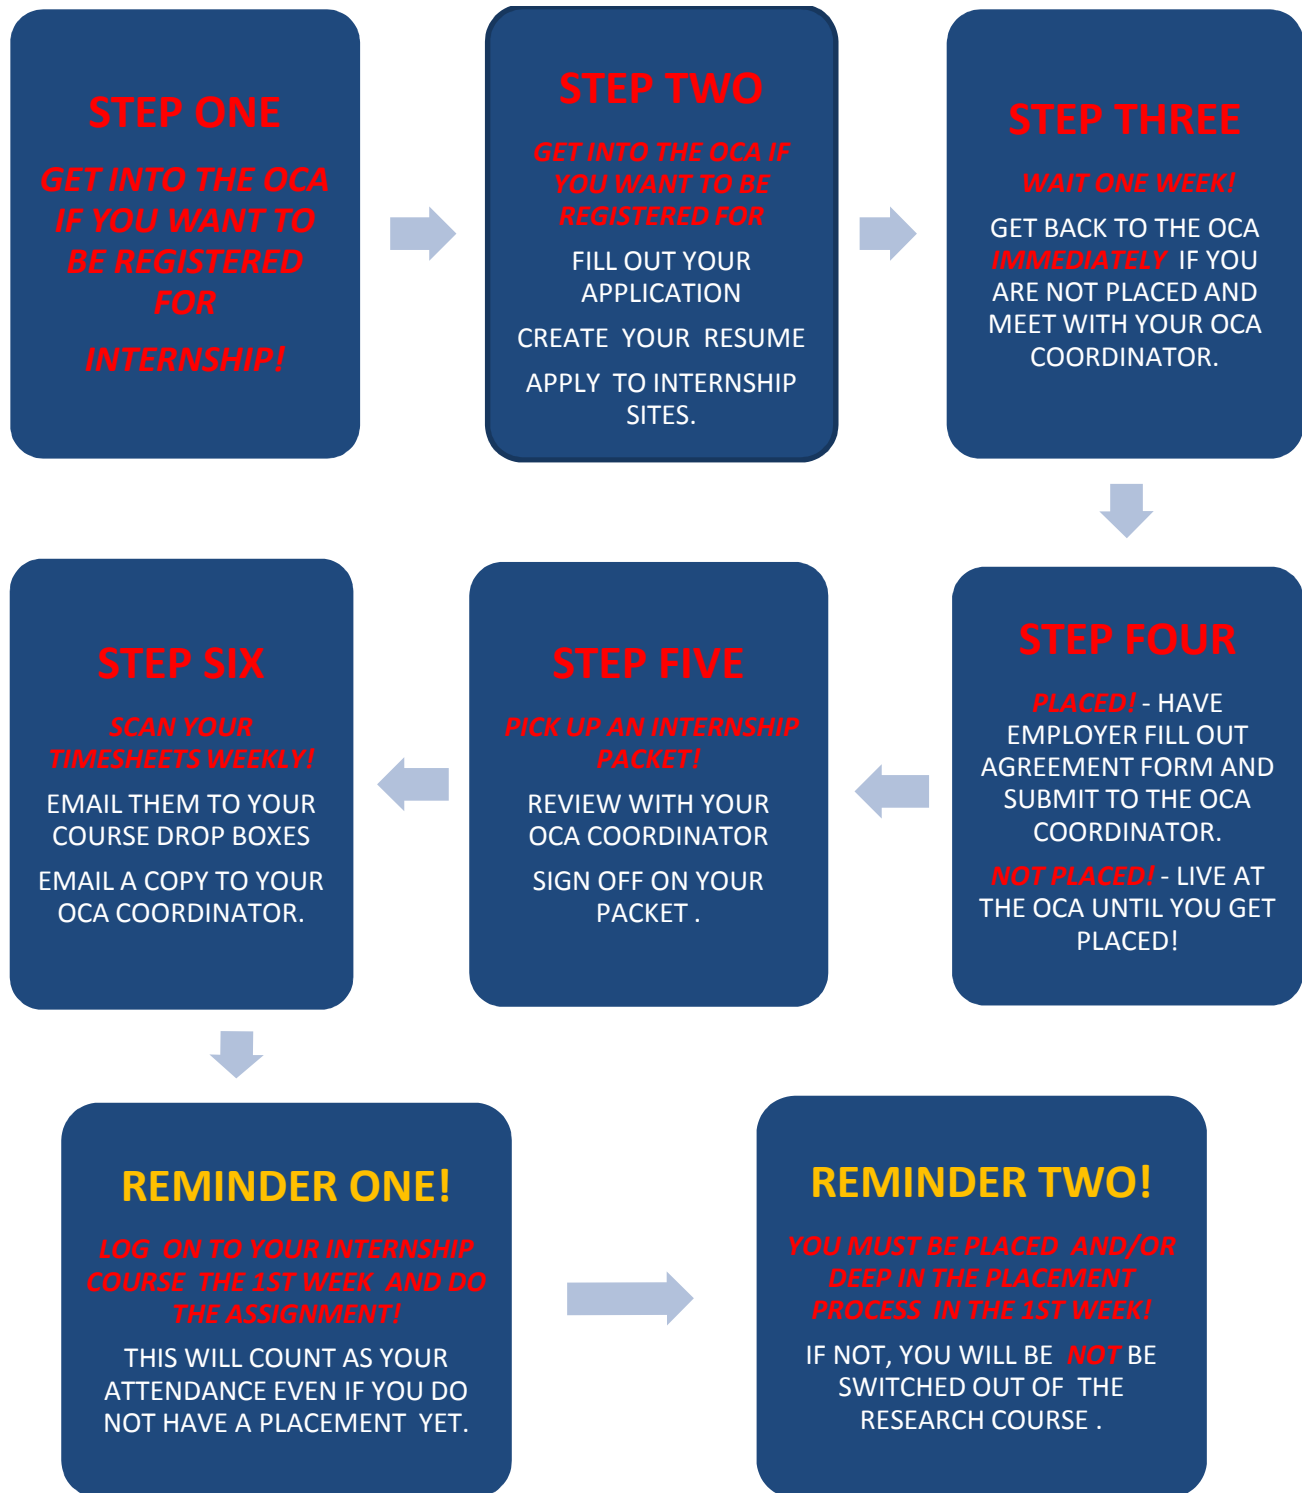 STEP ONE
GET INTO THE OCA
IF YOU WANT TO
BE REGISTERED
FOR
INTERNSHIP!
STEP TWO
GET INTO THE OCA IF
YOU WANT TO BE
REGISTERED FOR
FILL OUT YOUR
APPLICATION
CREATE YOUR RESUME
APPLY TO INTERNSHIP
SITES.
STEP THREE
WAIT ONE WEEK!
GET BACK TO THE OCA
IMMEDIATELY IF YOU
ARE NOT PLACED AND
MEET WITH YOUR OCA
COORDINATOR.
STEP FOUR
PLACED! - HAVE
EMPLOYER FILL OUT
AGREEMENT FORM AND
SUBMIT TO THE OCA
COORDINATOR.
NOT PLACED! - LIVE AT
THE OCA UNTIL YOU GET
PLACED!
STEP FIVE
PICK UP AN INTERNSHIP
PACKET!
REVIEW WITH YOUR
OCA COORDINATOR
SIGN OFF ON YOUR
PACKET .
STEP SIX
SCAN YOUR
TIMESHEETS WEEKLY!
EMAIL THEM TO YOUR
COURSE DROP BOXES
EMAIL A COPY TO YOUR
OCA COORDINATOR.
REMINDER ONE!
LOG ON TO YOUR INTERNSHIP
COURSE THE 1ST WEEK AND DO
THE ASSIGNMENT!
THIS WILL COUNT AS YOUR
ATTENDANCE EVEN IF YOU DO
NOT HAVE A PLACEMENT YET.
REMINDER TWO!
YOU MUST BE PLACED AND/OR
DEEP IN THE PLACEMENT
PROCESS IN THE 1ST WEEK!
IF NOT, YOU WILL BE NOT BE
SWITCHED OUT OF THE
RESEARCH COURSE .